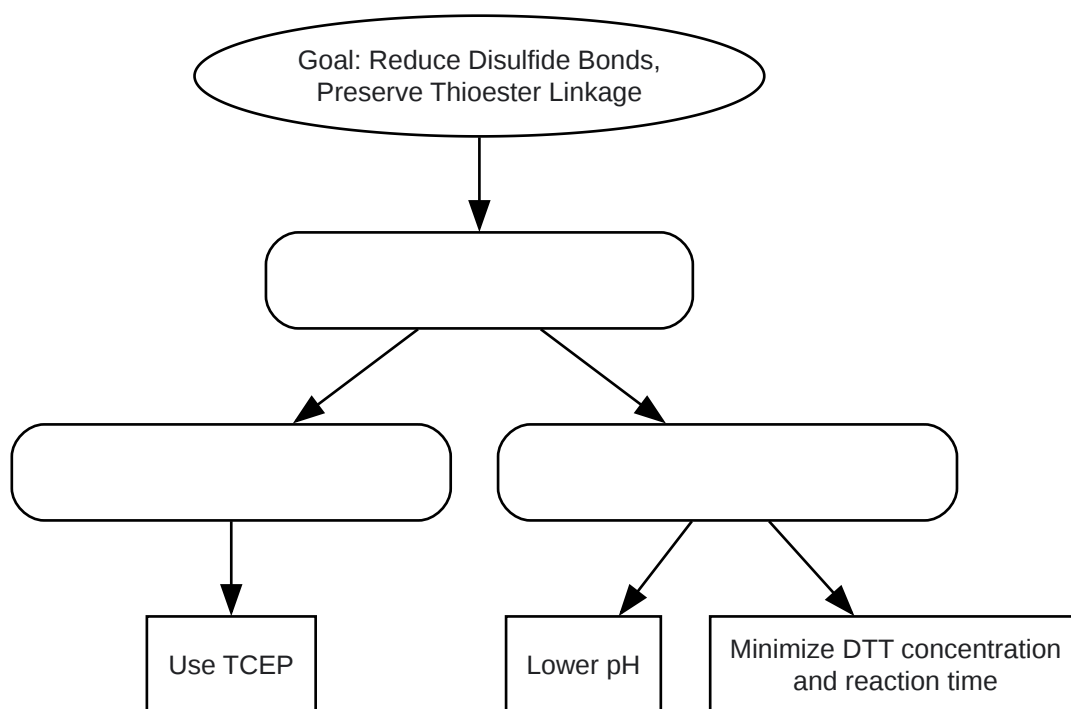 Goal: Reduce Disulfide Bonds,
Preserve Thioester Linkage
Use TCEP
Lower pH
Minimize DTT concentration
and reaction time